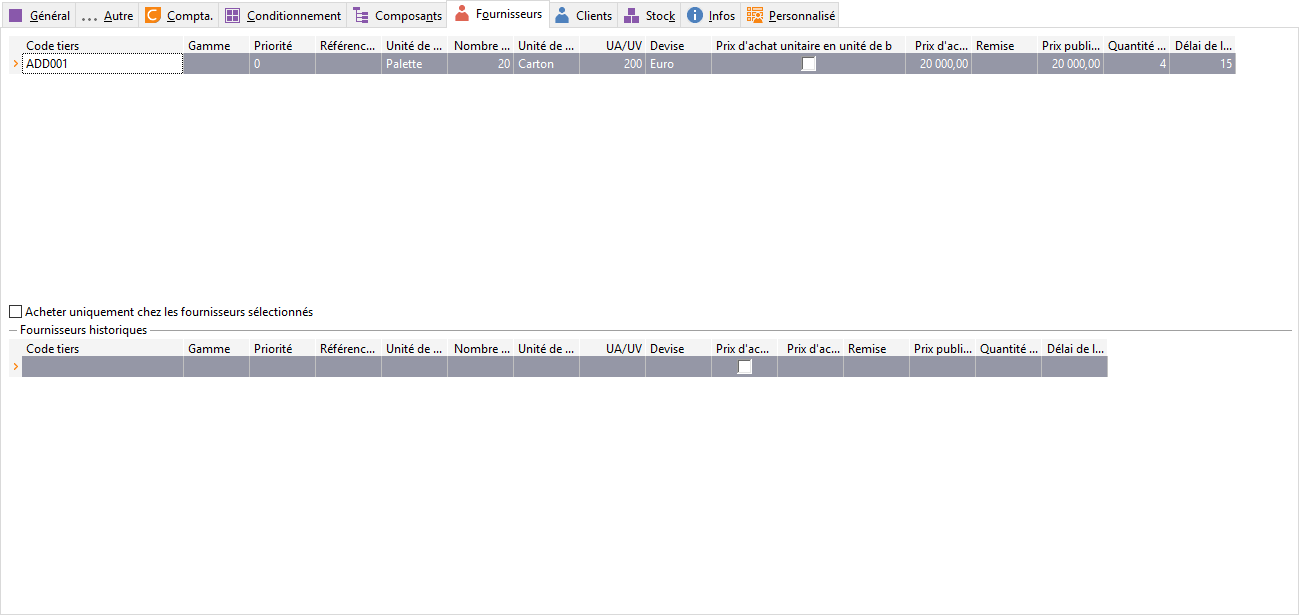 Général ... Autre Compta. Conditionnement Composants Fournisseurs Clients Stock Infos Personnalisé
Code tiers Gamme Priorité Référenc... Unité de ... Nombre ... Unité de ... UA/UV Devise Prix d'achat unitaire en unité de b Prix d'ac... Remise Prix publi... Quantité ... Délai de l...
ADD001 0 Palette 20 Carton 200 Euro 20 000,00 20 000,00 4 15
Acheter uniquement chez les fournisseurs sélectionnés
Fournisseurs historiques
Code tiers Gamme Priorité Référenc... Unité de ... Nombre ... Unité de ... UA/UV Devise Prix d'ac... Prix d'ac... Remise Prix publi... Quantité ... Délai de l...